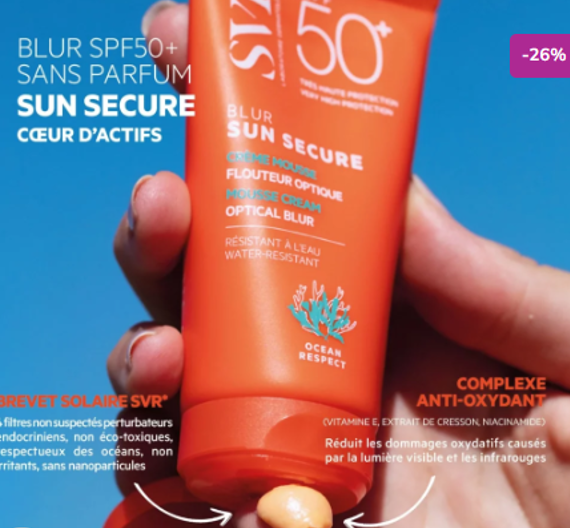 BLUR SPF50+
SANS PARFUM
SUN SECURE
CŒUR D'ACTIFS
-26%
SVR
50+
TRÈS HAUTE PROTECTION
VERY HIGH PROTECTION
BLUR
SUN SECURE
CRÈME MOUSSE
FLOUTEUR OPTIQUE
MOUSSE CREAM
OPTICAL BLUR
RÉSISTANT À L'EAU
WATER-RESISTANT
OCEAN
RESPECT
BREVET SOLAIRE SVR*
filtres non suspectés perturbateurs
endocriniens, non éco-toxiques,
respectueux des océans, non
irritants, sans nanoparticules
COMPLEXE
ANTI-OXYDANT
(VITAMINE E, EXTRAIT DE CRESSON, NIACINAMIDE)
Réduit les dommages oxydatifs causés
par la lumière visible et les infrarouges